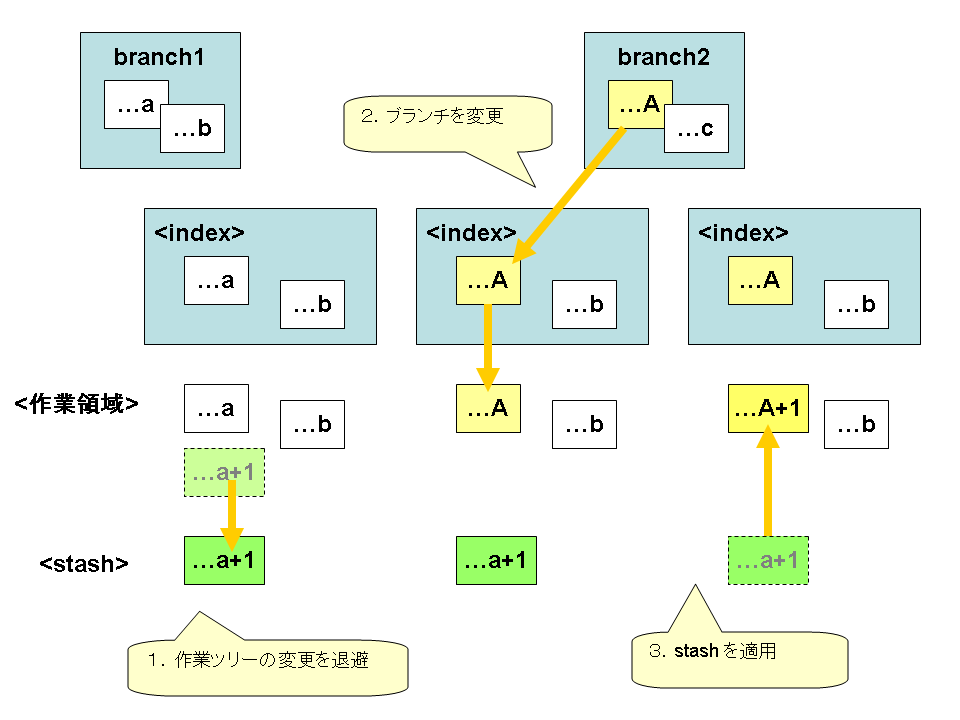 branch1
…a
…b
branch2
…A
…c
２．ブランチを変更
<index>
…a
…b
<index>
…A
…b
<index>
…A
…b
<作業領域>
…a
…b
…a+1
…A
…b
…A+1
…b
<stash>
…a+1
…a+1
…a+1
１．作業ツリーの変更を退避
３．stashを適用